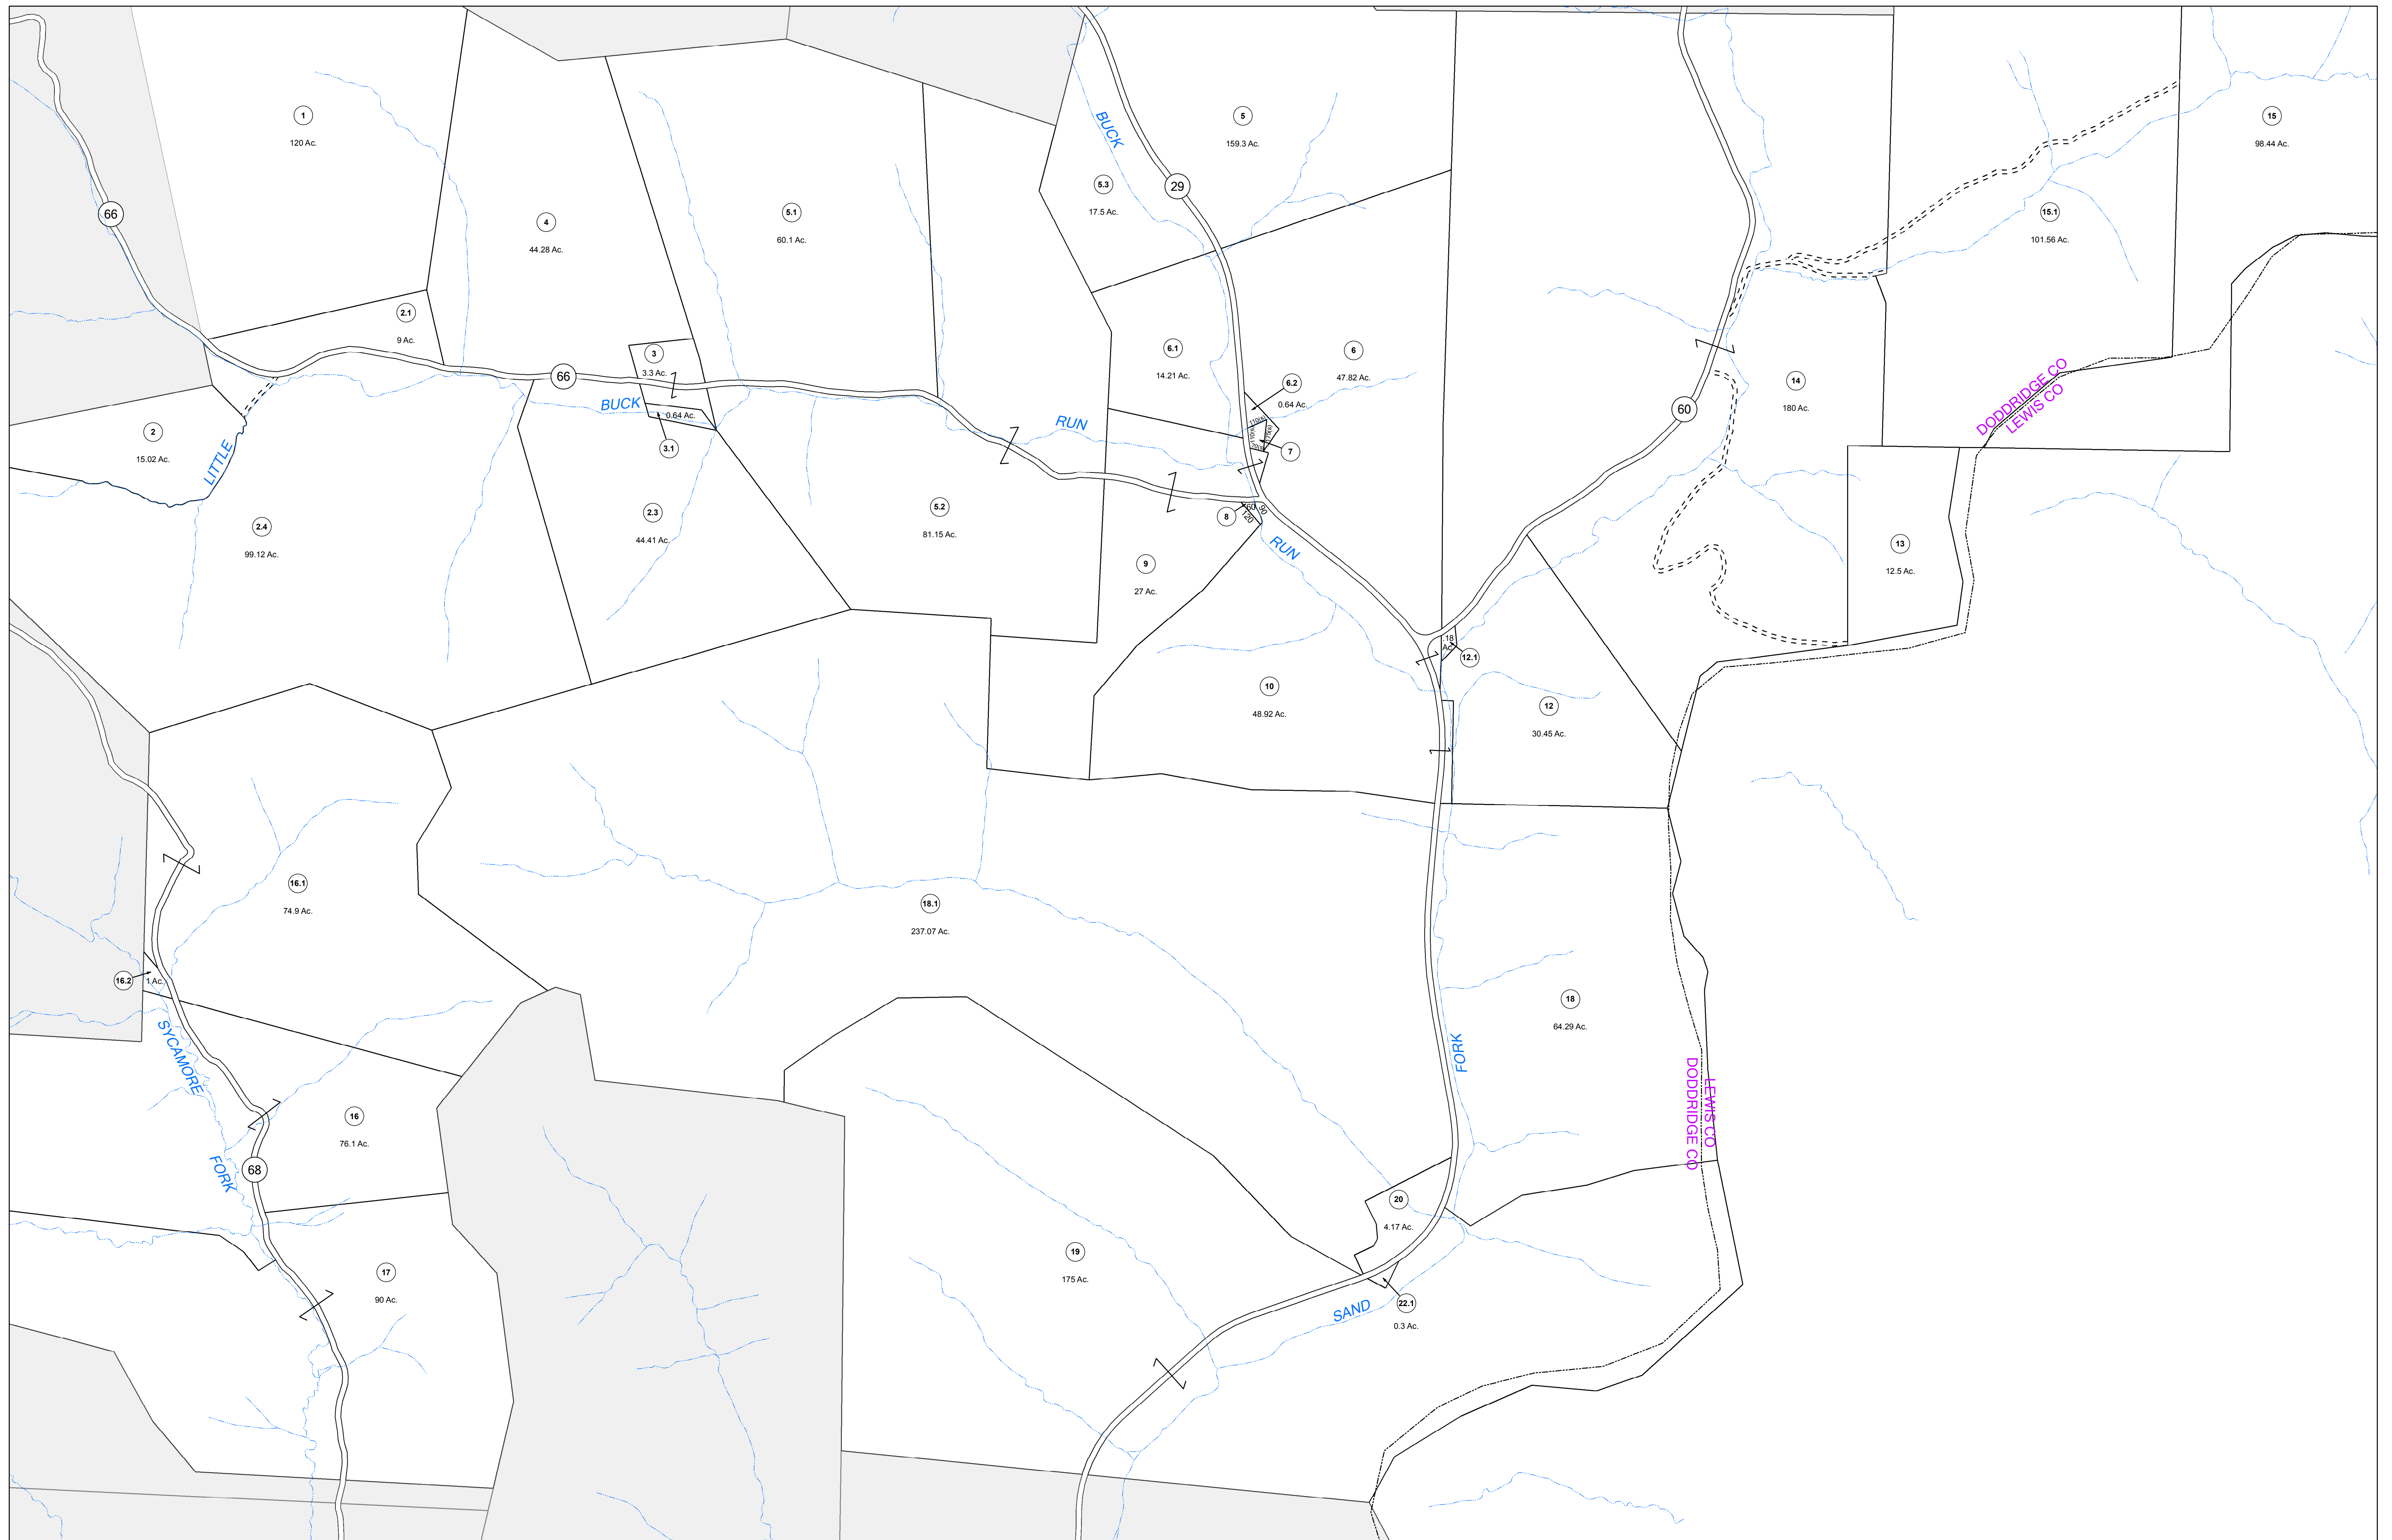 1
120 Ac.
66
2.1
9 Ac.
4
44.28 Ac.
5.1
60.1 Ac.
BUCK
5
159.3 Ac.
29
5.3
17.5 Ac.
15
98.44 Ac.
15.1
101.56 Ac.
3
3.3 Ac.
66
BUCK
0.64 Ac.
3.1
RUN
6.1
14.21 Ac.
6
47.82 Ac.
6.2
0.64 Ac.
7
60
14
180 Ac.
DODDRIDGE CO
LEWIS CO
2
15.02 Ac.
LITTLE
2.4
99.12 Ac.
2.3
44.41 Ac.
5.2
81.15 Ac.
8
60
90
120
RUN
9
27 Ac.
13
12.5 Ac.
.18
Ac.
12.1
10
48.92 Ac.
12
30.45 Ac.
16.1
74.9 Ac.
18.1
237.07 Ac.
16.2
1 Ac.
SYCAMORE
FORK
18
64.29 Ac.
FORK
LEWIS CO
DODDRIDGE CO
16
76.1 Ac.
68
20
4.17 Ac.
19
175 Ac.
17
90 Ac.
SAND
22.1
0.3 Ac.